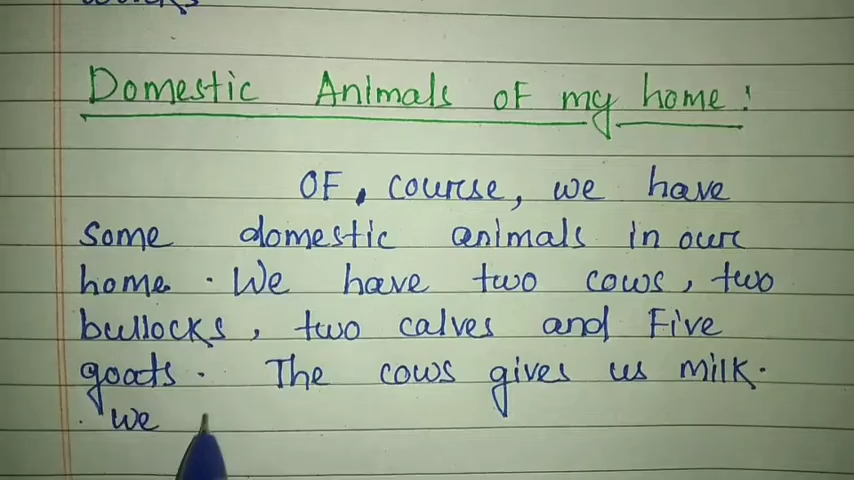 Domestic Animals OF my home:
OF, course, we have
some domestic animals in our
home. We have two cows, two
bullocks, two calves and Five
goats. The cows gives us milk.
We